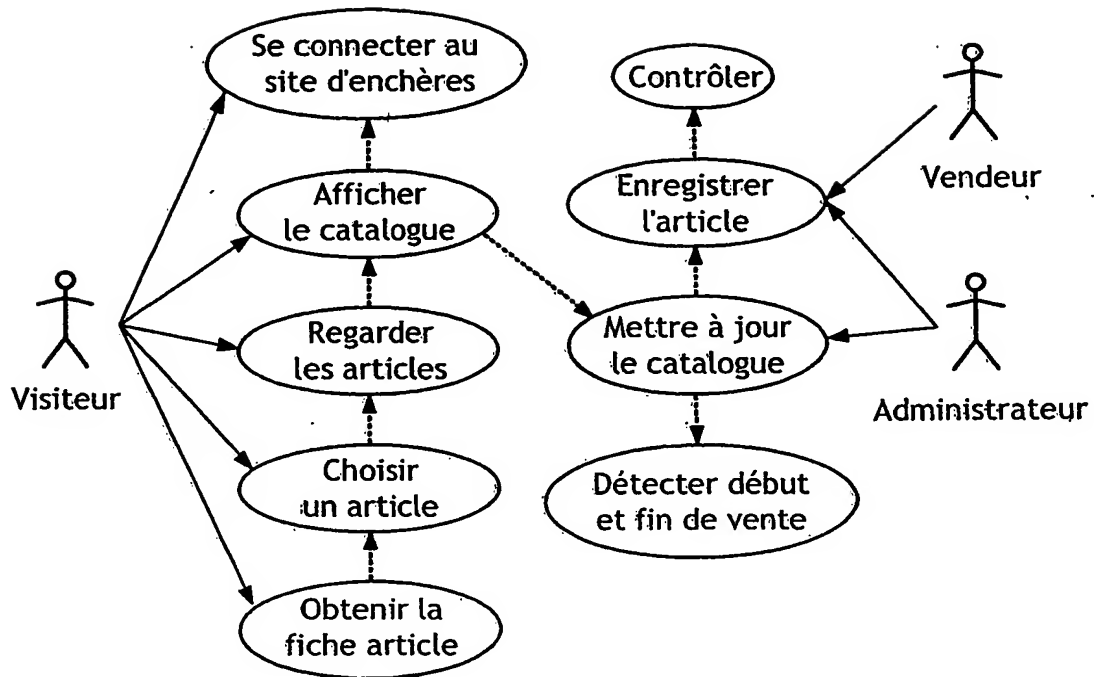 Se connecter au
site d'enchères
Contrôler
Vendeur
Afficher
le catalogue
Enregistrer
l'article
Visiteur
Regarder
les articles
Mettre à jour
le catalogue
Administrateur
Choisir
un article
Détecter début
et fin de vente
Obtenir la
fiche article